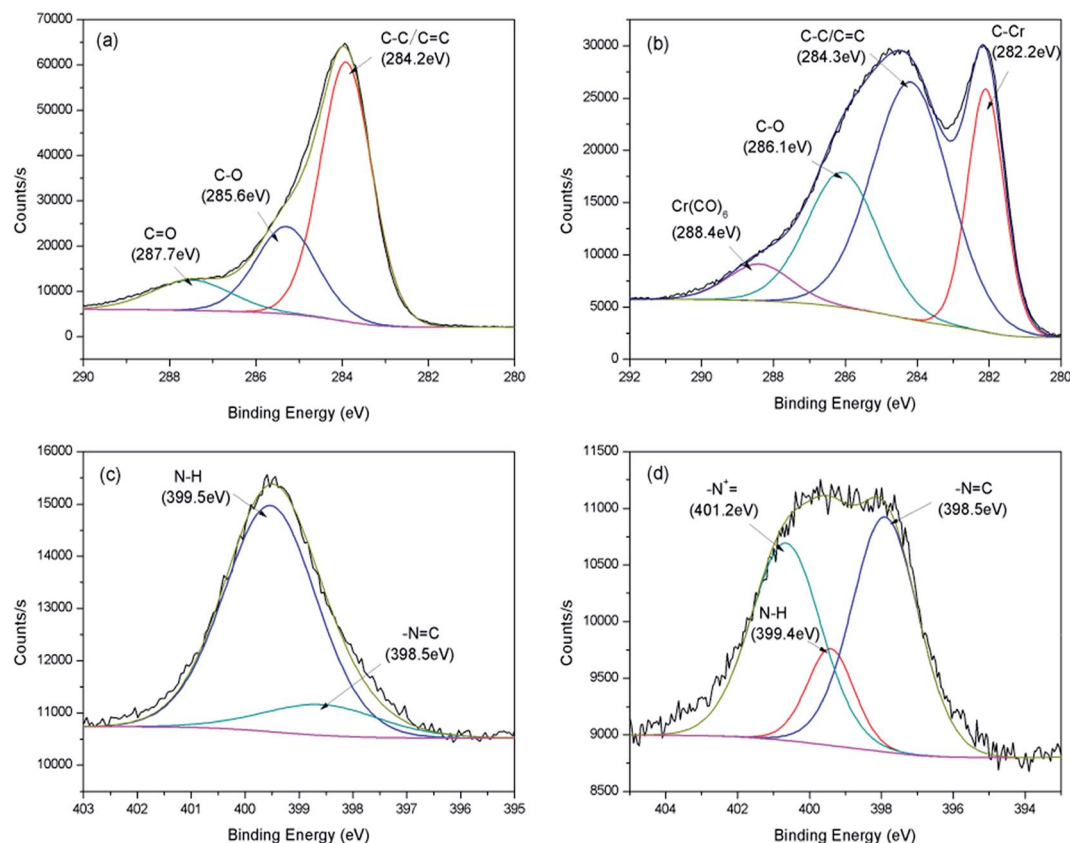 (a)
70000
60000
50000
40000
30000
20000
10000
0
Counts/s
C-C/C=C
(284.2eV)
C-O
(285.6eV)
C=O
(287.7eV)
290 288 286 284 282 280
Binding Energy (eV)
(b)
30000
25000
20000
15000
10000
5000
0
Counts/s
C-Cr
(282.2eV)
C-C/C=C
(284.3eV)
C-O
(286.1eV)
Cr(CO)₆
(288.4eV)
292 290 288 286 284 282 280
Binding Energy (eV)
(c)
16000
15000
14000
13000
12000
11000
10000
Counts/s
N-H
(399.5eV)
-N=C
(398.5eV)
403 402 401 400 399 398 397 396 395
Binding Energy (eV)
(d)
11500
11000
10500
10000
9500
9000
8500
Counts/s
-N⁺=
(401.2eV)
-N=C
(398.5eV)
N-H
(399.4eV)
404 402 400 398 396 394
Binding Energy (eV)